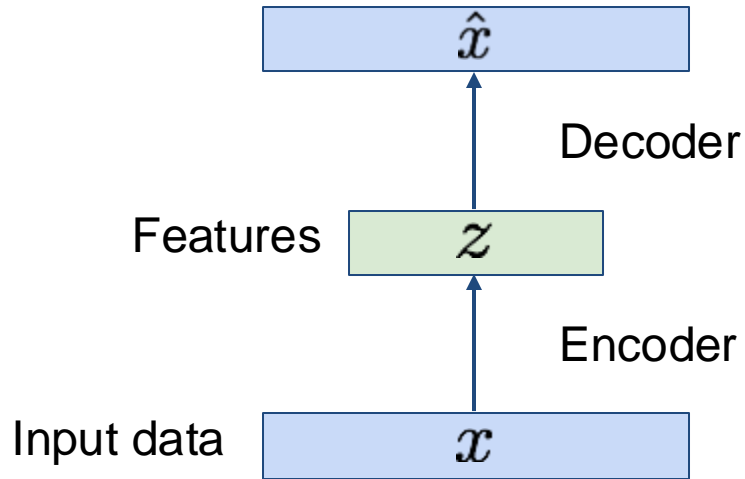 x̂
Decoder
Features
z
Encoder
Input data
x